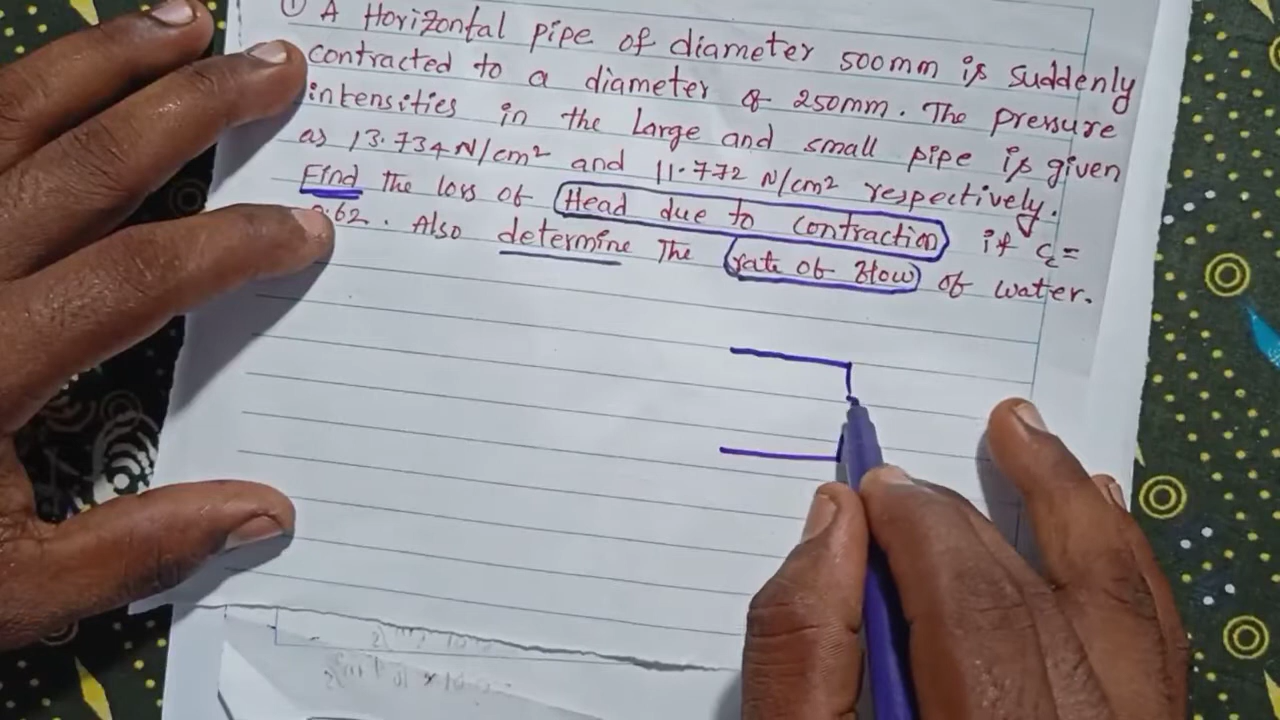 ① A Horizontal pipe of diameter 500mm is suddenly
contracted to a diameter of 250mm. The pressure
intensities in the large and small pipe is given
as 13.734 N/cm² and 11.772 N/cm² respectively.
Find the loss of Head due to contraction if Cc=
0.62. Also determine The rate of flow of water.